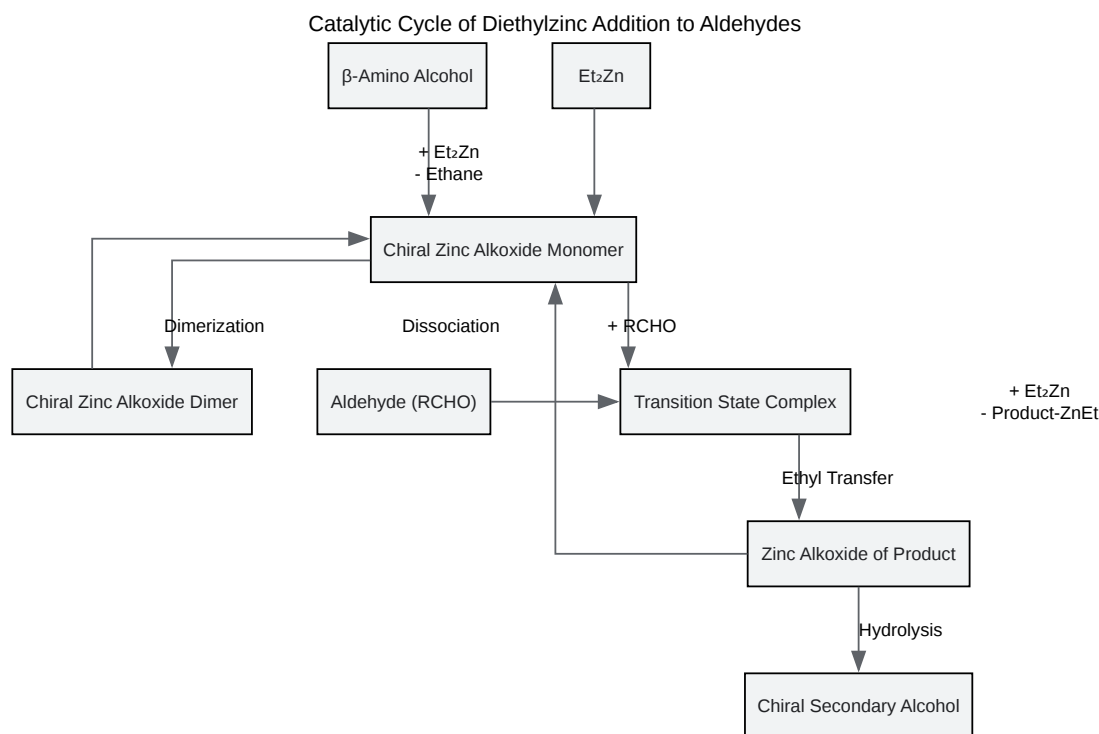 Catalytic Cycle of Diethylzinc Addition to Aldehydes
β-Amino Alcohol
Et₂Zn
+ Et₂Zn
- Ethane
Chiral Zinc Alkoxide Monomer
Dimerization
Dissociation
+ RCHO
Chiral Zinc Alkoxide Dimer
Aldehyde (RCHO)
Transition State Complex
+ Et₂Zn
- Product-ZnEt
Ethyl Transfer
Zinc Alkoxide of Product
Hydrolysis
Chiral Secondary Alcohol